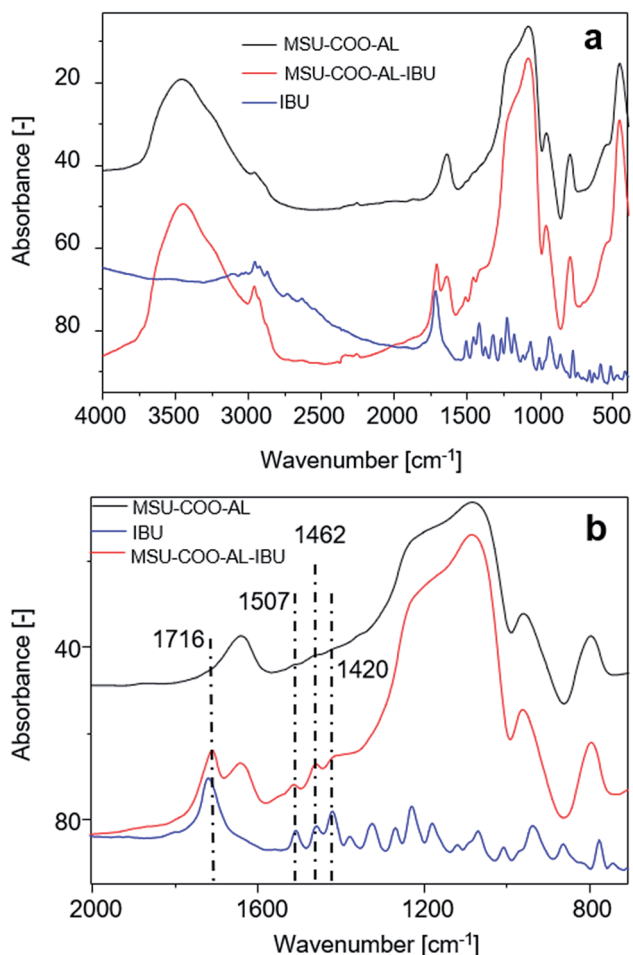 a
MSU-COO-AL
MSU-COO-AL-IBU
IBU
20
40
60
80
Absorbance [-]
4000 3500 3000 2500 2000 1500 1000 500
Wavenumber [cm⁻¹]
b
MSU-COO-AL
IBU
MSU-COO-AL-IBU
1462
1507
1716
1420
40
80
Absorbance [-]
2000 1600 1200 800
Wavenumber [cm⁻¹]